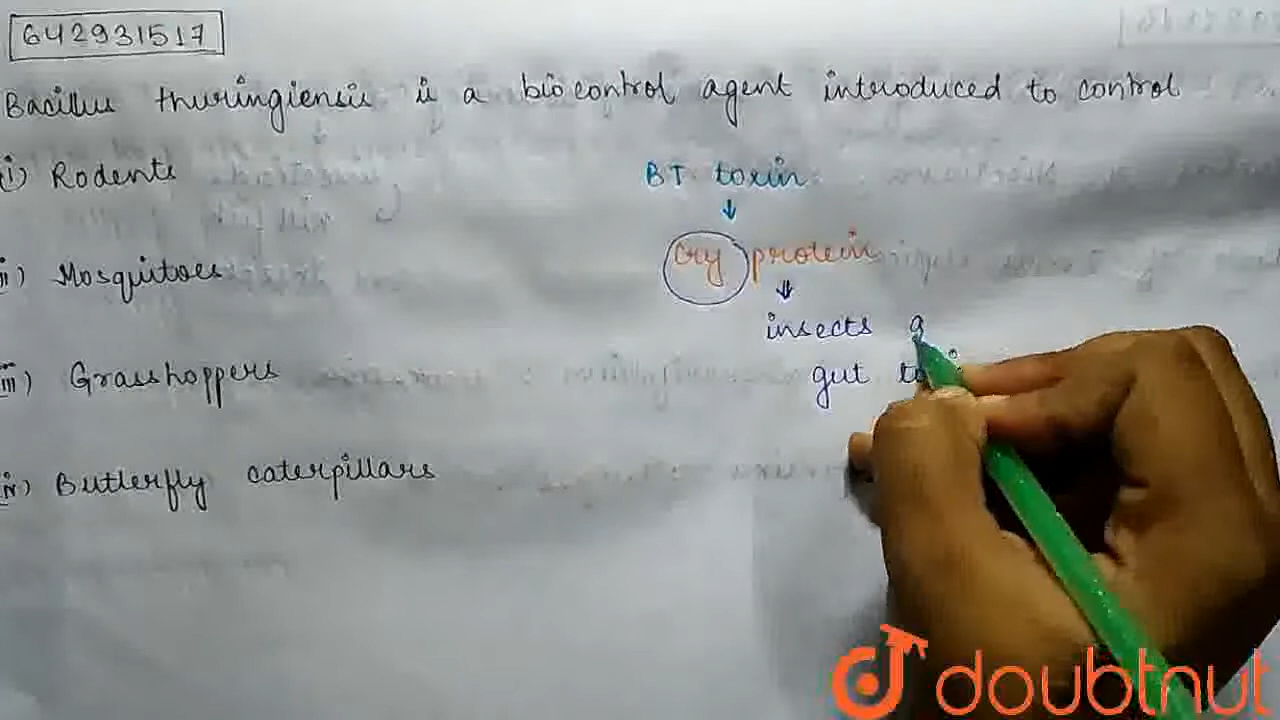 642931517
Bacillus thuringiensis is a biocontrol agent introduced to control
i) Rodents
ii) Mosquitoes
iii) Grasshoppers
iv) Butterfly caterpillars
BT toxin
↓
cry protein
⇓
insects g
gut
doubtnut